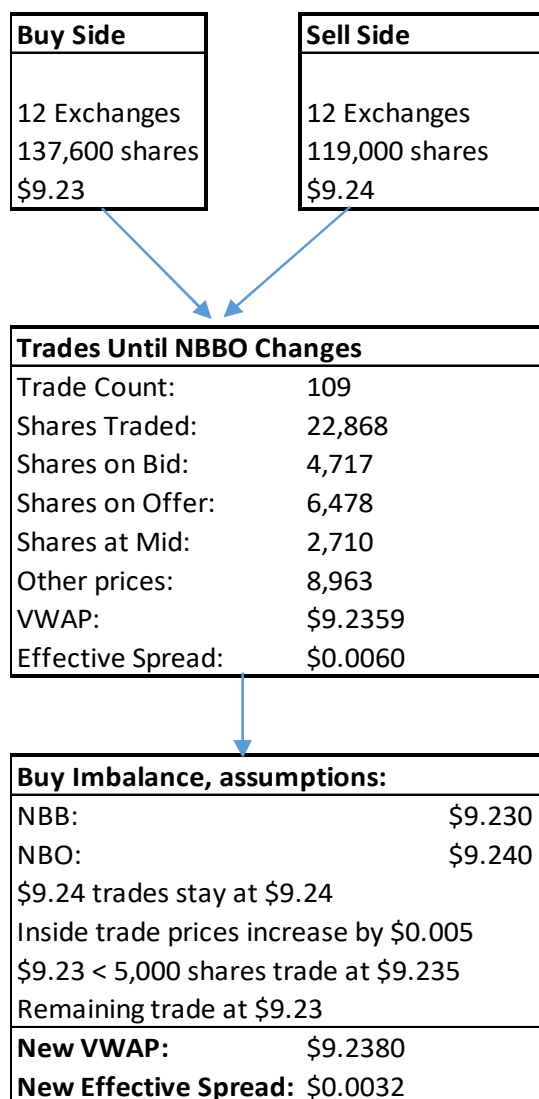 Buy Side
12 Exchanges
137,600 shares
$9.23
Sell Side
12 Exchanges
119,000 shares
$9.24
Trades Until NBBO Changes
Trade Count: 109
Shares Traded: 22,868
Shares on Bid: 4,717
Shares on Offer: 6,478
Shares at Mid: 2,710
Other prices: 8,963
VWAP: $9.2359
Effective Spread: $0.0060
Buy Imbalance, assumptions:
NBB: $9.230
NBO: $9.240
$9.24 trades stay at $9.24
Inside trade prices increase by $0.005
$9.23 < 5,000 shares trade at $9.235
Remaining trade at $9.23
New VWAP: $9.2380
New Effective Spread: $0.0032